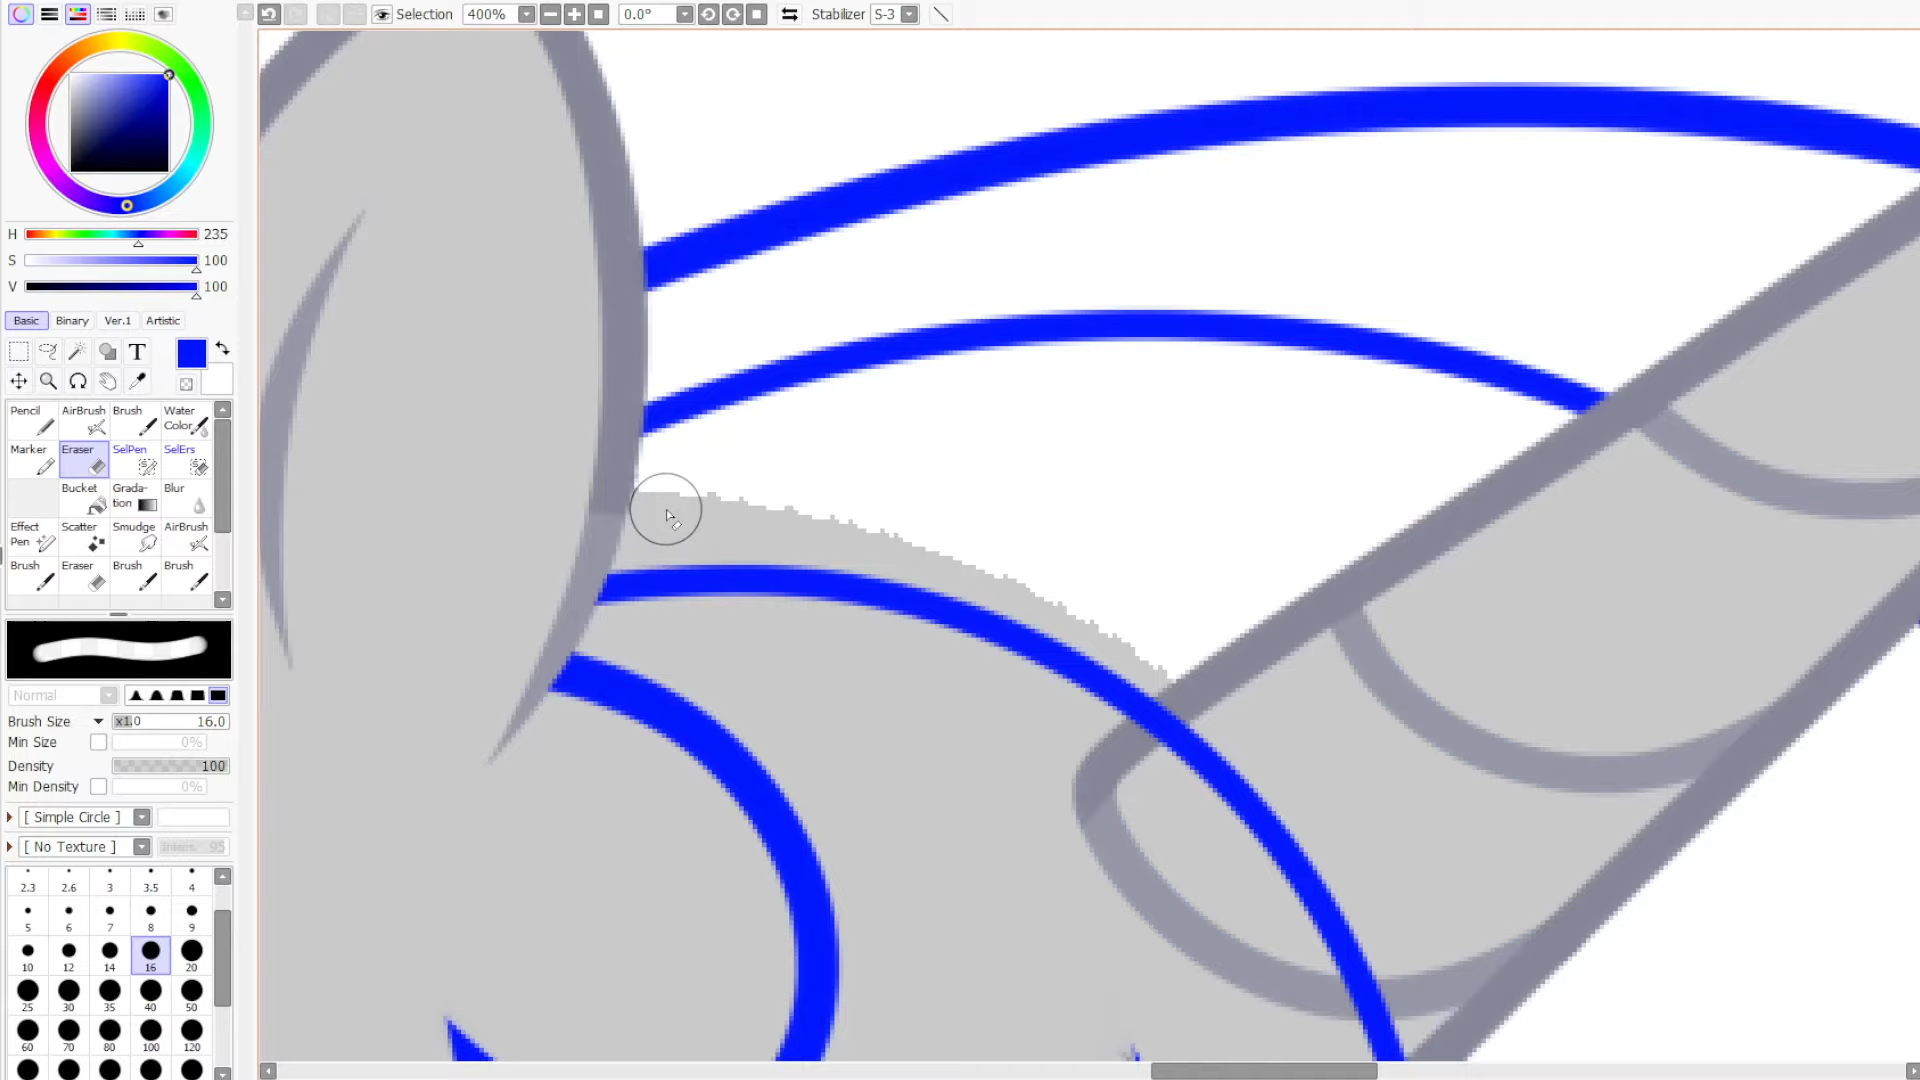 Selection 400% 0.0° Stabilizer S-3
H 235
S 100
V 100
Basic Binary Ver.1 Artistic
T
Pencil AirBrush Brush Water Color
Marker Eraser SelPen SelErs
Bucket Grada-tion Blur
Effect Pen Scatter Smudge AirBrush
Brush Eraser Brush Brush
Normal
Brush Size x1.0 16.0
Min Size 0%
Density 100
Min Density 0%
[ Simple Circle ]
[ No Texture ] Intens. 95
2.3 2.6 3 3.5 4
5 6 7 8 9
10 12 14 16 20
25 30 35 40 50
60 70 80 100 120